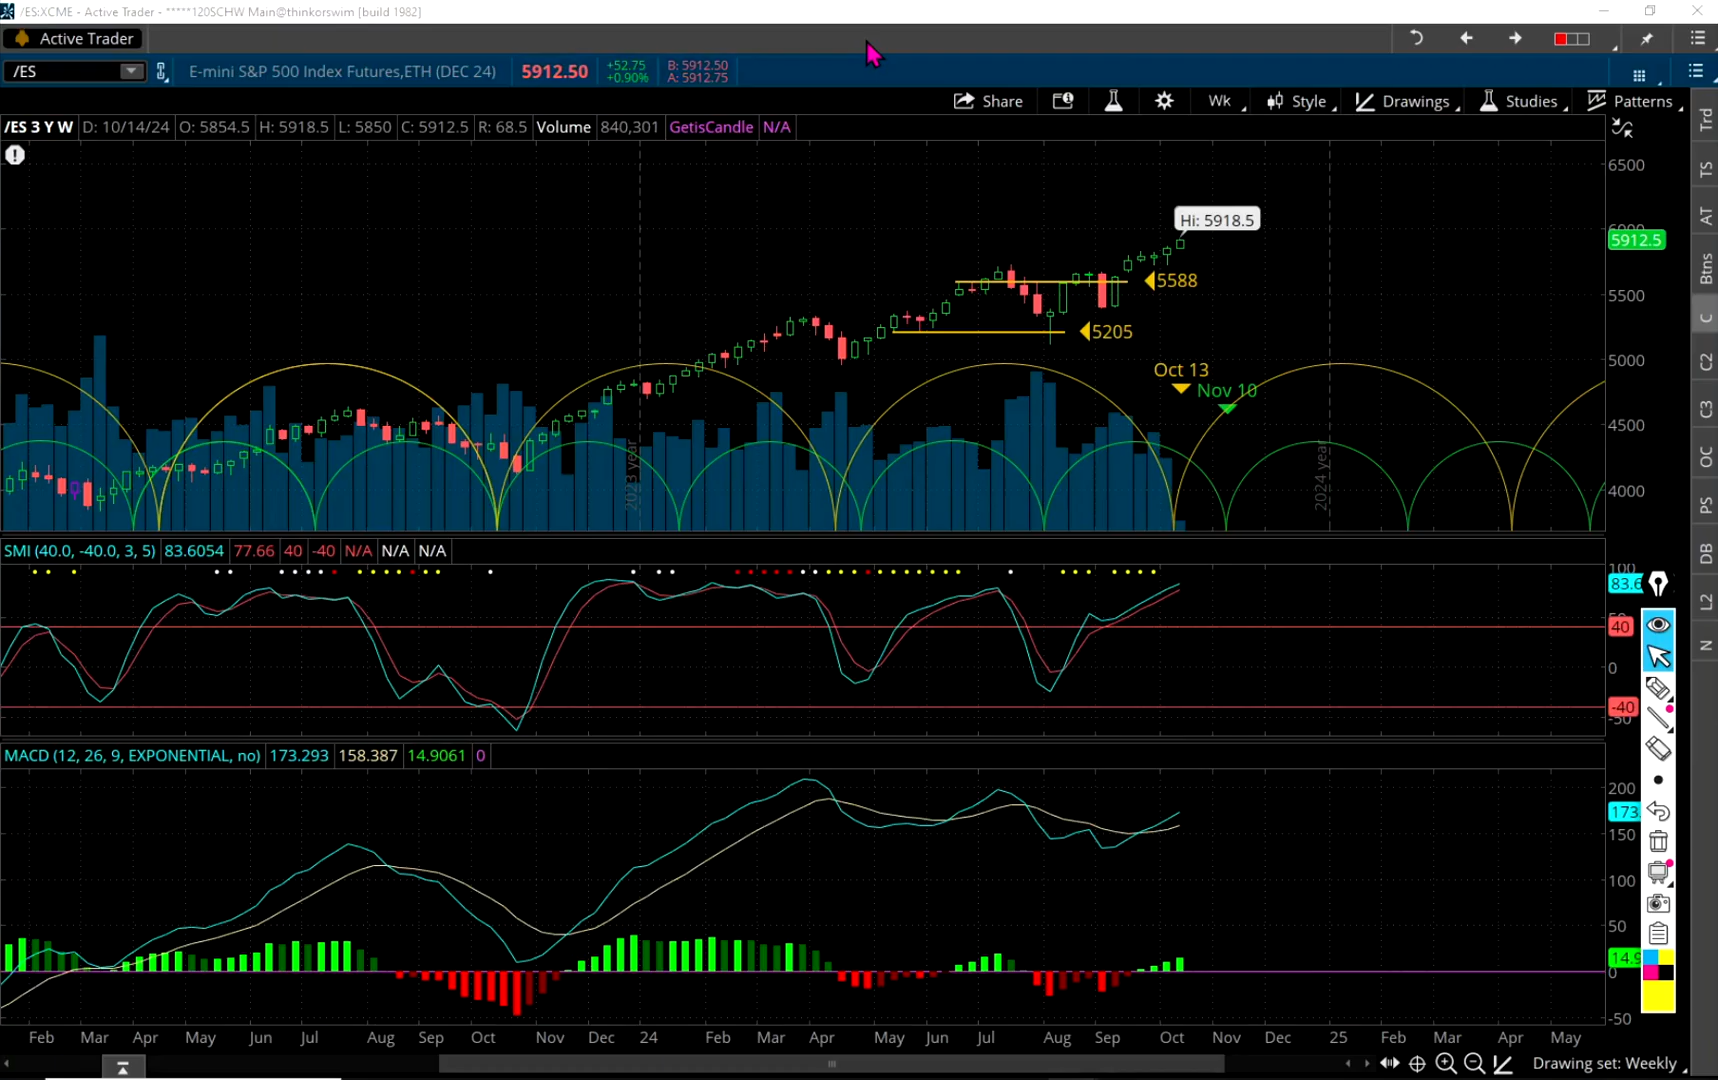 /ES:XCME - Active Trader - *****120SCHW Main@thinkorswim [build 1982]
Active Trader
/ES
E-mini S&P 500 Index Futures,ETH (DEC 24)
5912.50
+52.75
+0.90%
B: 5912.50
A: 5912.75
Share
Wk
Style
Drawings
Studies
Patterns
/ES 3 Y W
D: 10/14/24
O: 5854.5
H: 5918.5
L: 5850
C: 5912.5
R: 68.5
Volume
840,301
GetisCandle
N/A
Hi: 5918.5
5588
5205
Oct 13
Nov 10
2023 year
2024 year
6500
6000
5912.5
5500
5000
4500
4000
SMI (40.0, -40.0, 3, 5)
83.6054
77.66
40
-40
N/A
N/A
N/A
100
83.6
50
40
0
-40
-50
MACD (12, 26, 9, EXPONENTIAL, no)
173.293
158.387
14.9061
0
200
173.
150
100
50
14.9
0
-50
Feb Mar Apr May Jun Jul Aug Sep Oct Nov Dec 24 Feb Mar Apr May Jun Jul Aug Sep Oct Nov Dec 25 Feb Mar Apr May
Drawing set: Weekly
Trd
TS
AT
Btns
C
C2
C3
OC
PS
DB
L2
N